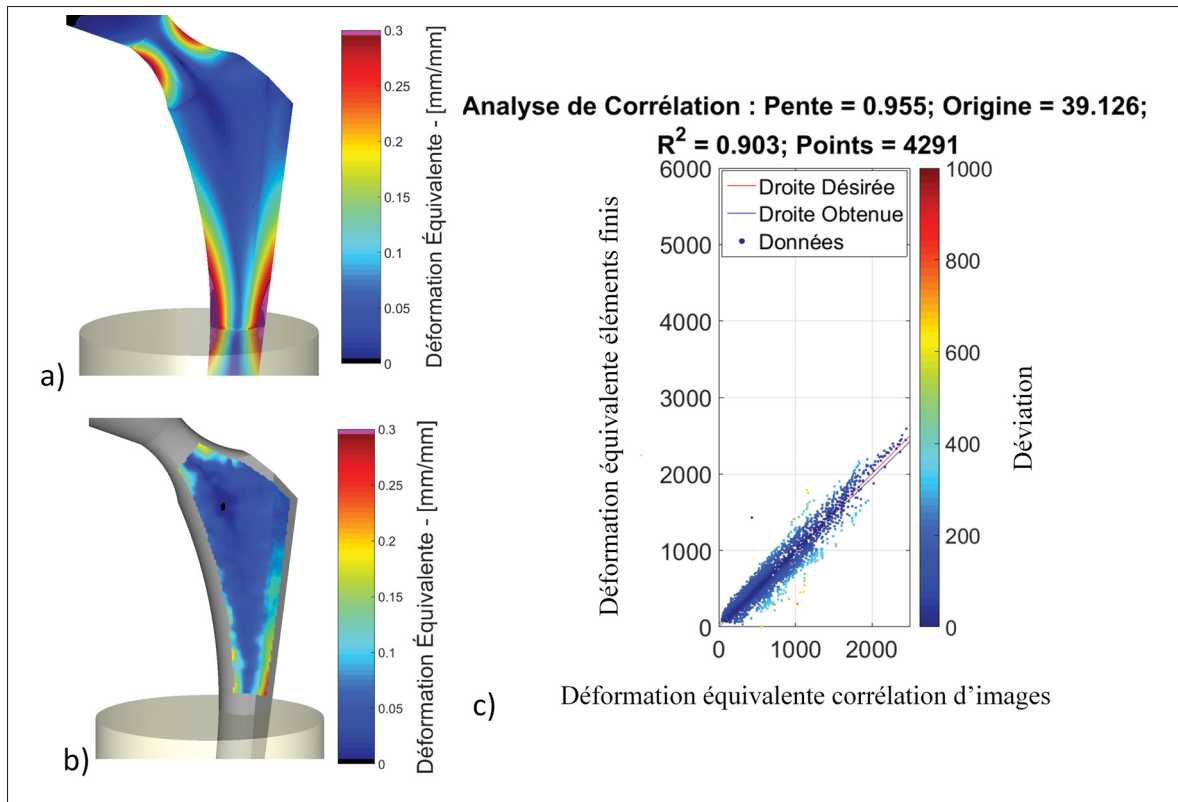 0.3
0.25
0.2
0.15
0.1
0.05
0
Déformation Équivalente - [mm/mm]
a)
0.3
0.25
0.2
0.15
0.1
0.05
0
Déformation Équivalente - [mm/mm]
b)
Analyse de Corrélation : Pente = 0.955; Origine = 39.126;
R² = 0.903; Points = 4291
Droite Désirée
Droite Obtenue
Données
6000
5000
4000
3000
2000
1000
0
0 1000 2000
Déformation équivalente éléments finis
1000
800
600
400
200
0
Déviation
Déformation équivalente corrélation d'images
c)